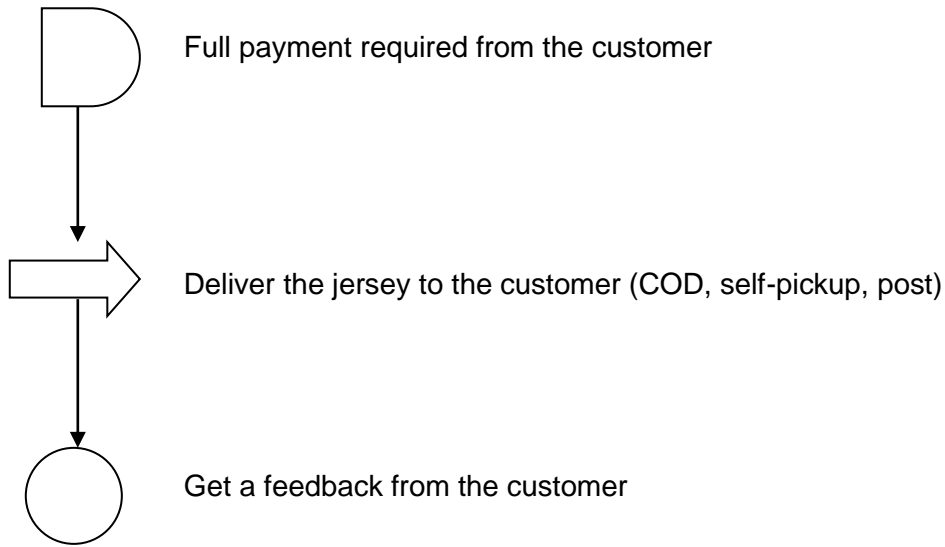 Full payment required from the customer
Deliver the jersey to the customer (COD, self-pickup, post)
Get a feedback from the customer